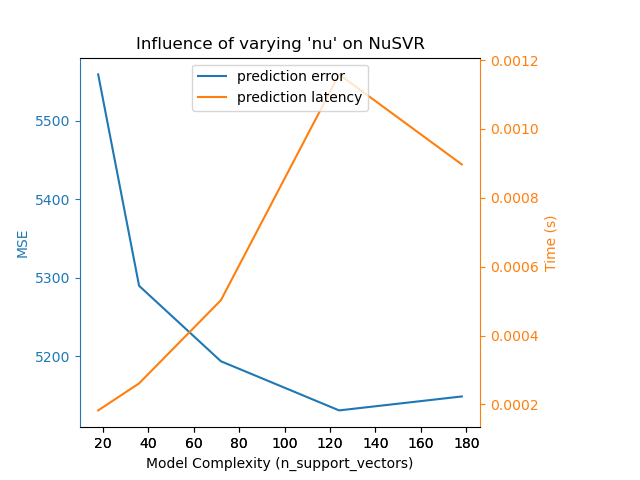 Influence of varying 'nu' on NuSVR
prediction error
prediction latency
MSE
5500
5400
5300
5200
0.0012
0.0010
0.0008
0.0006
0.0004
0.0002
Time (s)
20 40 60 80 100 120 140 160 180
Model Complexity (n_support_vectors)